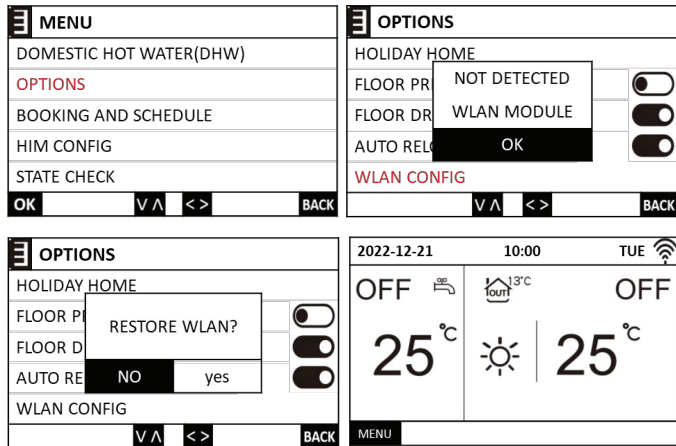 MENU
DOMESTIC HOT WATER(DHW)
OPTIONS
BOOKING AND SCHEDULE
HIM CONFIG
STATE CHECK
OK V Λ < > BACK
OPTIONS
HOLIDAY HOME
FLOOR PRE
NOT DETECTED
FLOOR DR
WLAN MODULE
AUTO RELO
OK
WLAN CONFIG
V Λ < > BACK
OPTIONS
HOLIDAY HOME
FLOOR P
RESTORE WLAN?
FLOOR D
AUTO RE
NO yes
WLAN CONFIG
V Λ < > BACK
2022-12-21 10:00 TUE
OFF OUT 13°C OFF
25°C 25°C
MENU